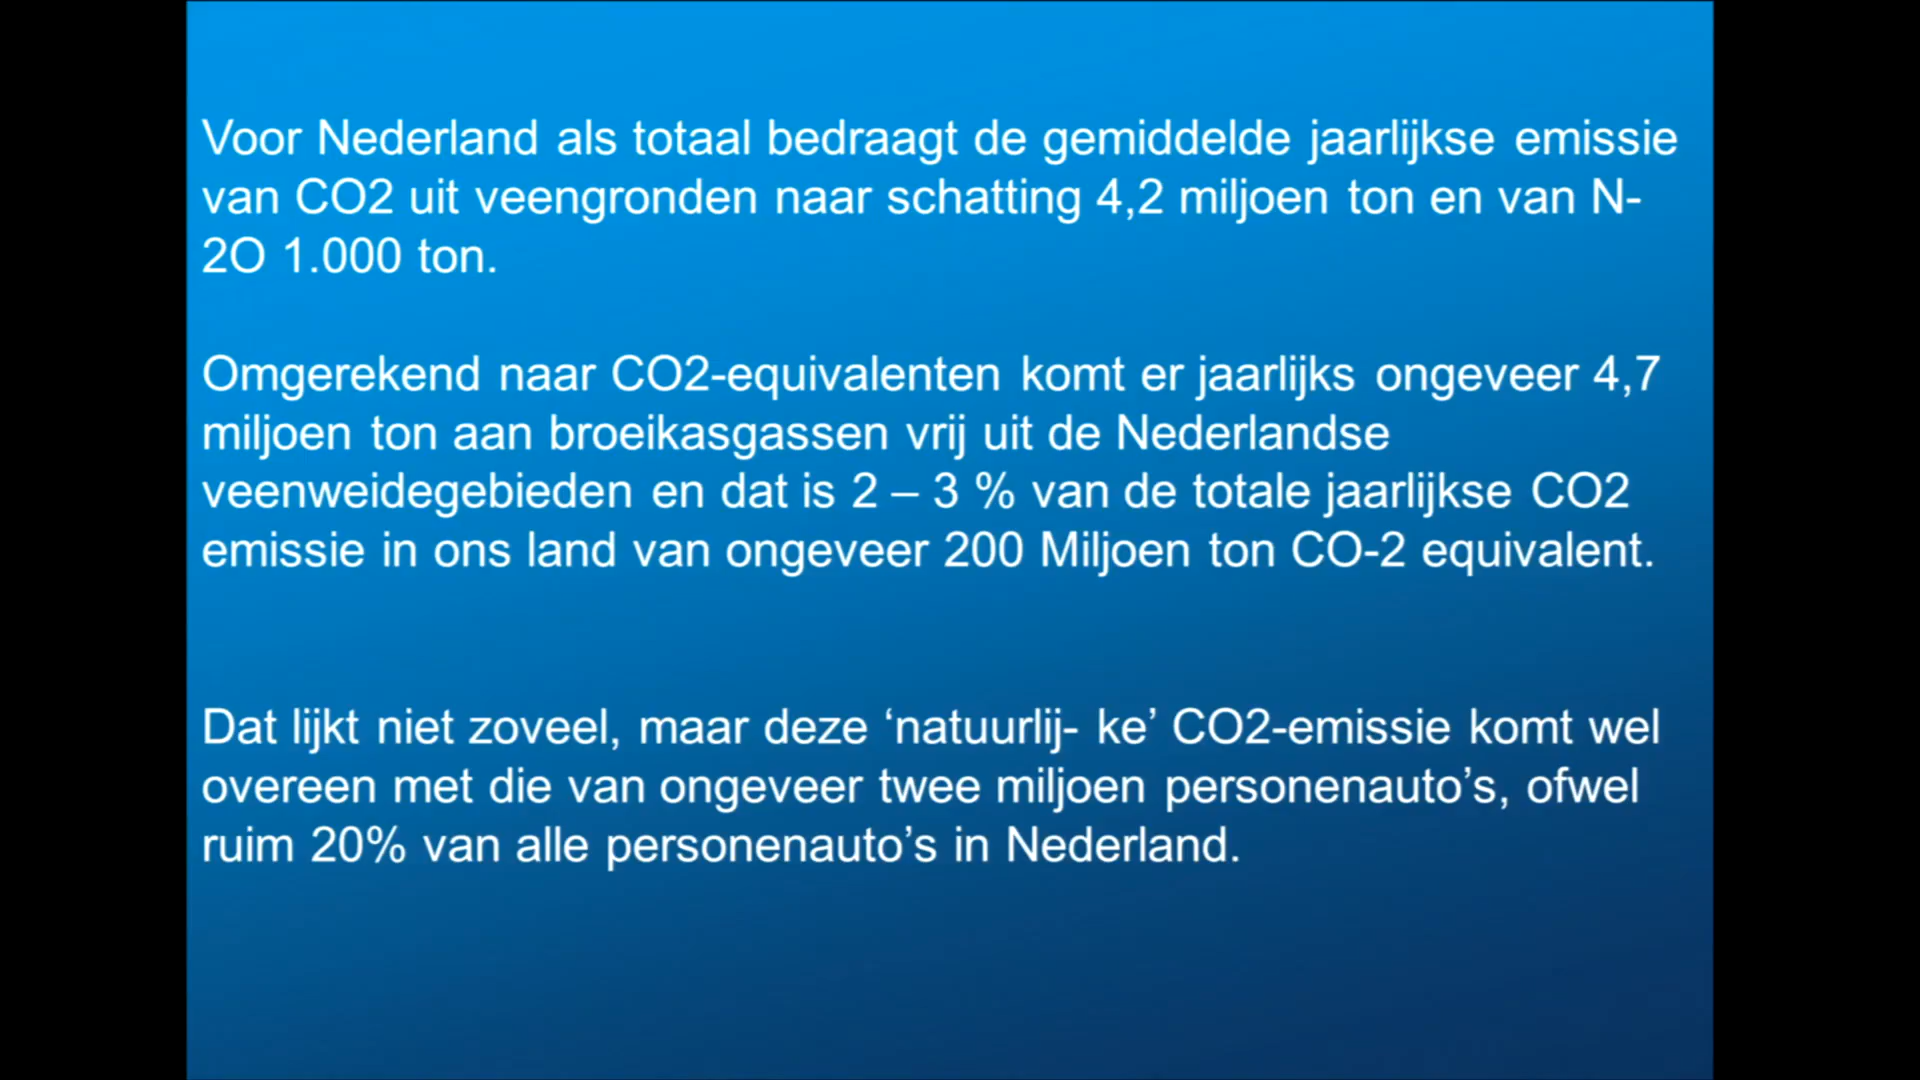 Voor Nederland als totaal bedraagt de gemiddelde jaarlijkse emissie
van CO2 uit veengronden naar schatting 4,2 miljoen ton en van N-
2O 1.000 ton.
Omgerekend naar CO2-equivalenten komt er jaarlijks ongeveer 4,7
miljoen ton aan broeikasgassen vrij uit de Nederlandse
veenweidegebieden en dat is 2 – 3 % van de totale jaarlijkse CO2
emissie in ons land van ongeveer 200 Miljoen ton CO-2 equivalent.
Dat lijkt niet zoveel, maar deze ‘natuurlij- ke’ CO2-emissie komt wel
overeen met die van ongeveer twee miljoen personenauto’s, ofwel
ruim 20% van alle personenauto’s in Nederland.